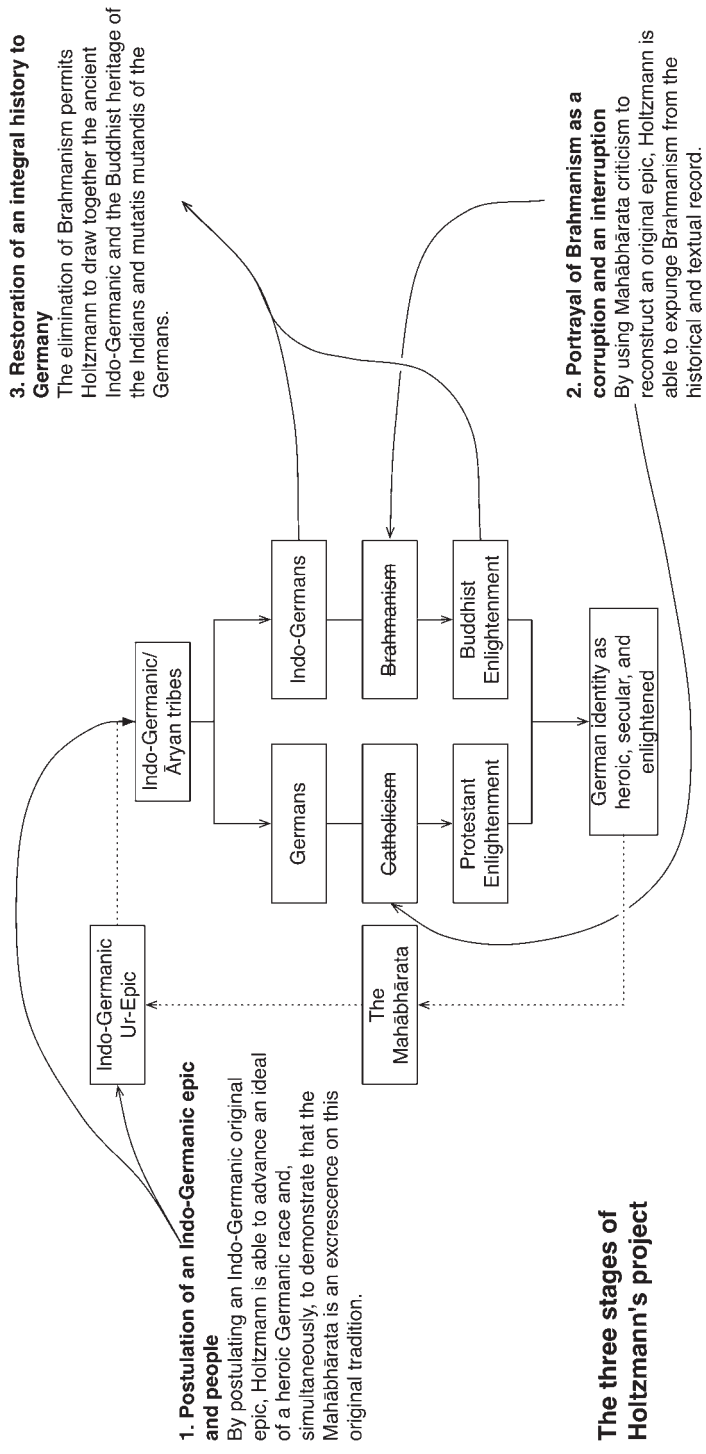 1. Postulation of an Indo-Germanic epic
and people
By postulating an Indo-Germanic original
epic, Holtzmann is able to advance an ideal
of a heroic Germanic race and,
simultaneously, to demonstrate that the
Mahābhārata is an excrescence on this
original tradition.
Indo-Germanic
Ur-Epic
Indo-Germanic/
Āryan tribes
3. Restoration of an integral history to
Germany
The elimination of Brahmanism permits
Holtzmann to draw together the ancient
Indo-Germanic and the Buddhist heritage of
the Indians and mutatis mutandis of the
Germans.
Germans
Indo-Germans
The
Mahābhārata
Catholicism
Brahmanism
Protestant
Enlightenment
Buddhist
Enlightenment
German identity as
heroic, secular, and
enlightened
2. Portrayal of Brahmanism as a
corruption and an interruption
By using Mahābhārata criticism to
reconstruct an original epic, Holtzmann is
able to expunge Brahmanism from the
historical and textual record.
The three stages of
Holtzmann's project